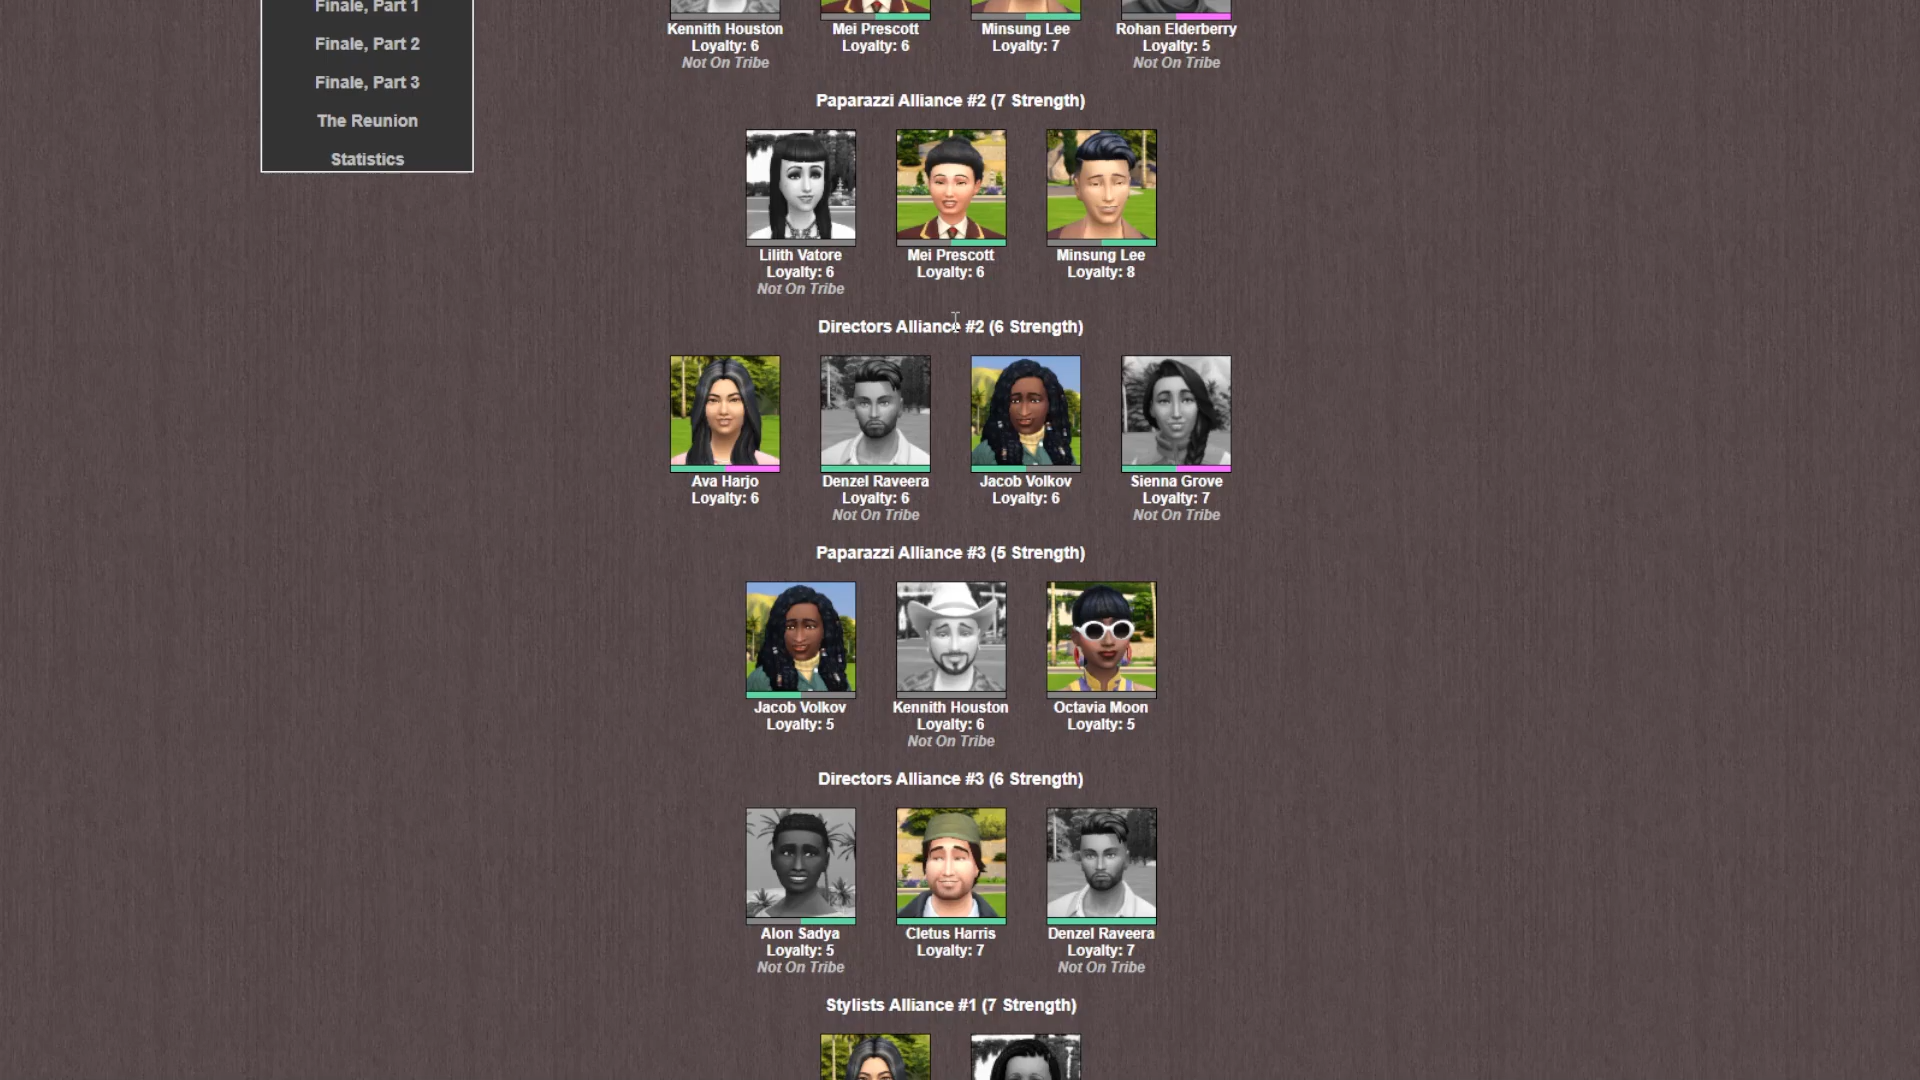 Finale, Part 1
Finale, Part 2
Finale, Part 3
The Reunion
Statistics
Kennith Houston
Loyalty: 6
Not On Tribe
Mei Prescott
Loyalty: 6
Minsung Lee
Loyalty: 7
Rohan Elderberry
Loyalty: 5
Not On Tribe
Paparazzi Alliance #2 (7 Strength)
Lilith Vatore
Loyalty: 6
Not On Tribe
Mei Prescott
Loyalty: 6
Minsung Lee
Loyalty: 8
Directors Alliance #2 (6 Strength)
Ava Harjo
Loyalty: 6
Denzel Raveera
Loyalty: 6
Not On Tribe
Jacob Volkov
Loyalty: 6
Sienna Grove
Loyalty: 7
Not On Tribe
Paparazzi Alliance #3 (5 Strength)
Jacob Volkov
Loyalty: 5
Kennith Houston
Loyalty: 6
Not On Tribe
Octavia Moon
Loyalty: 5
Directors Alliance #3 (6 Strength)
Alon Sadya
Loyalty: 5
Not On Tribe
Cletus Harris
Loyalty: 7
Denzel Raveera
Loyalty: 7
Not On Tribe
Stylists Alliance #1 (7 Strength)